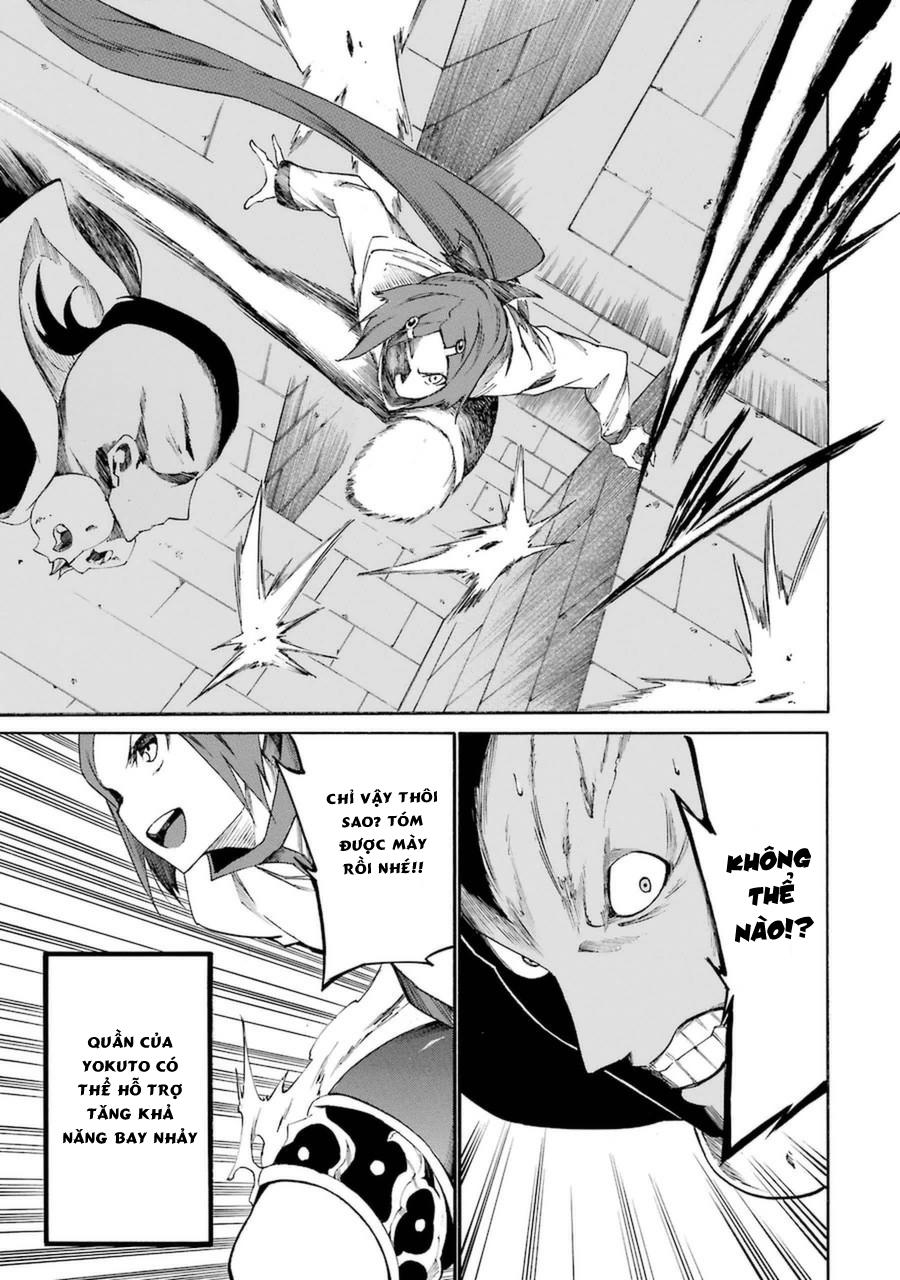 KHÔNG
THỂ
NÀO!?
CHỈ VẬY THÔI
SAO? TÓM
ĐƯỢC MÀY
RỒI NHÉ!!
QUẦN CỦA
YOKUTO CÓ
THỂ HỖ TRỢ
TĂNG KHẢ
NĂNG BAY NHẢY